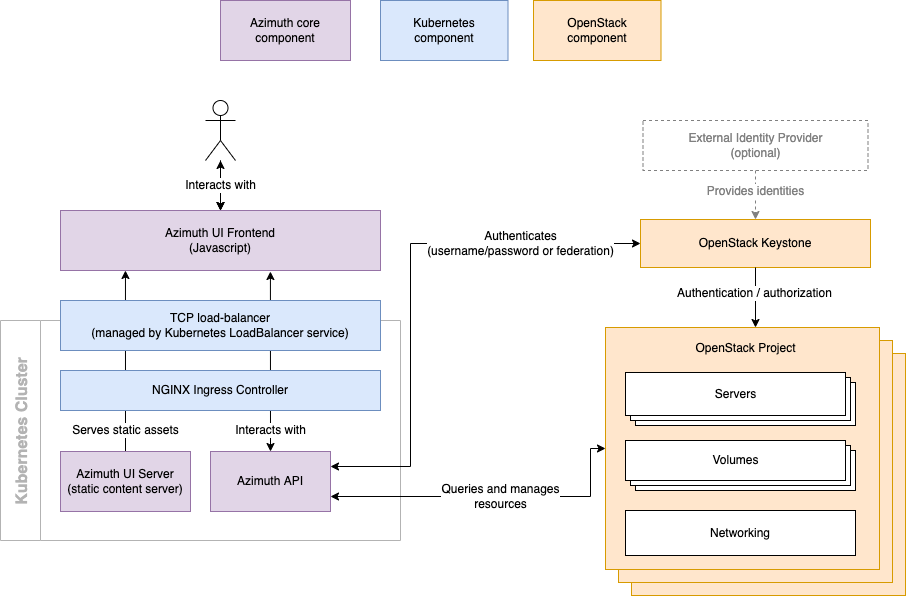 Azimuth core
component
Kubernetes
component
OpenStack
component
External Identity Provider
(optional)
Interacts with
Provides identities
Azimuth UI Frontend
(Javascript)
Authenticates
(username/password or federation)
OpenStack Keystone
Authentication / authorization
TCP load-balancer
(managed by Kubernetes LoadBalancer service)
OpenStack Project
Kubernetes Cluster
NGINX Ingress Controller
Servers
Serves static assets
Interacts with
Volumes
Azimuth UI Server
(static content server)
Azimuth API
Queries and manages
resources
Networking